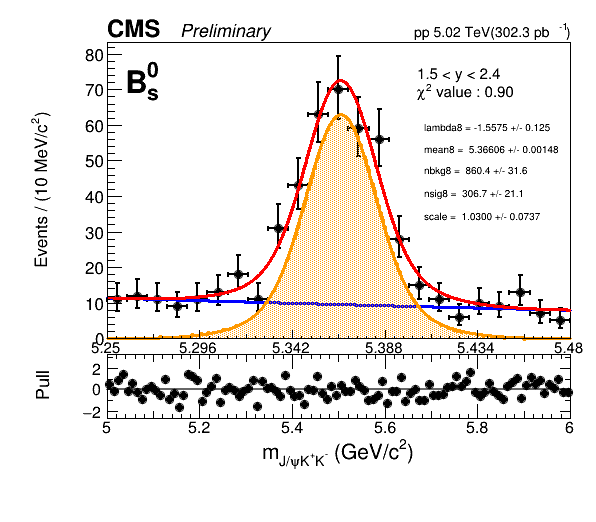 CMS Preliminary pp 5.02 TeV(302.3 pb⁻¹)
B⁰ₛ
1.5 < y < 2.4
χ² value : 0.90
lambda8 = -1.5575 +/- 0.125
mean8 = 5.36606 +/- 0.00148
nbkg8 = 860.4 +/- 31.6
nsig8 = 306.7 +/- 21.1
scale = 1.0300 +/- 0.0737
Events / (10 MeV/c²)
80
70
60
50
40
30
20
10
0
5.25 5.296 5.342 5.388 5.434 5.48
Pull
2
0
−2
5 5.2 5.4 5.6 5.8 6
m J/ψK⁺K⁻ (GeV/c²)